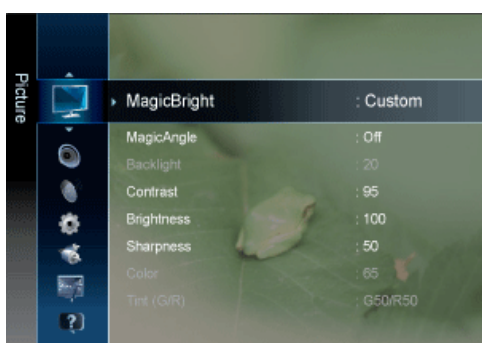 Picture
MagicBright : Custom
MagicAngle : Off
Backlight : 20
Contrast : 95
Brightness : 100
Sharpness : 50
Color : 65
Tint (G/R) : G50/R50